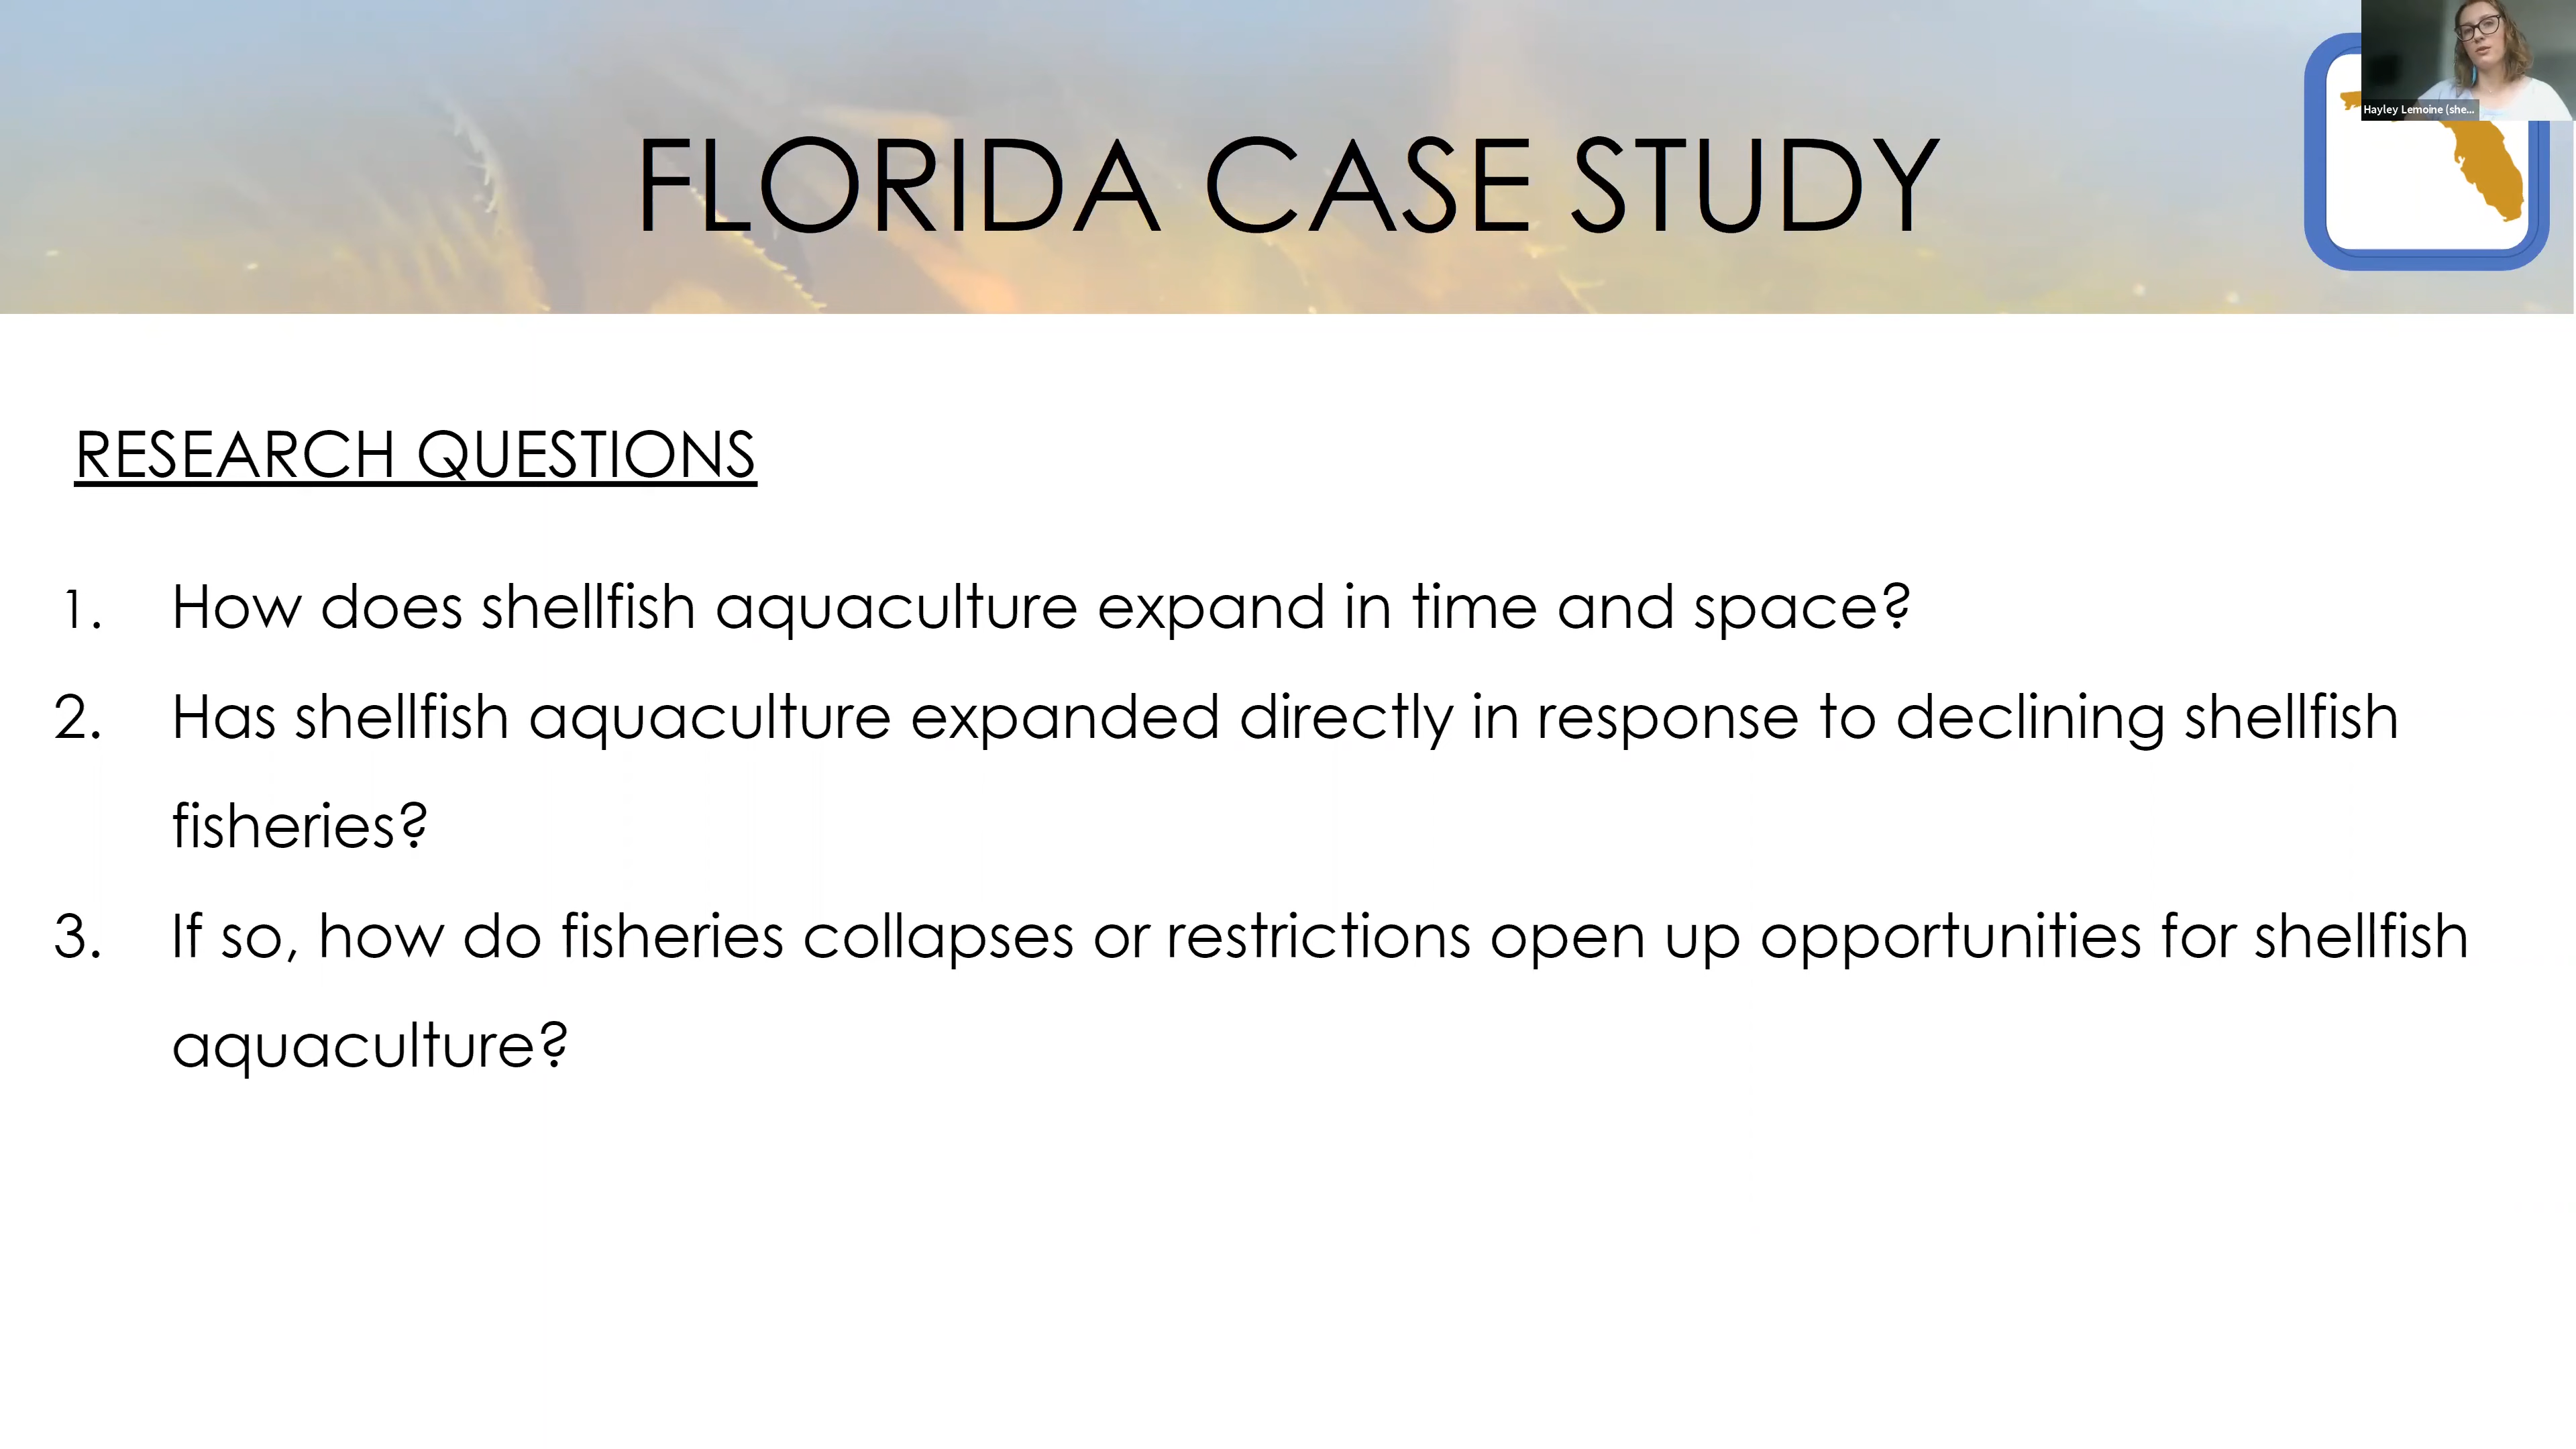 FLORIDA CASE STUDY
Hayley Lemoine (she...
RESEARCH QUESTIONS
1. How does shellfish aquaculture expand in time and space?
2. Has shellfish aquaculture expanded directly in response to declining shellfish
fisheries?
3. If so, how do fisheries collapses or restrictions open up opportunities for shellfish
aquaculture?